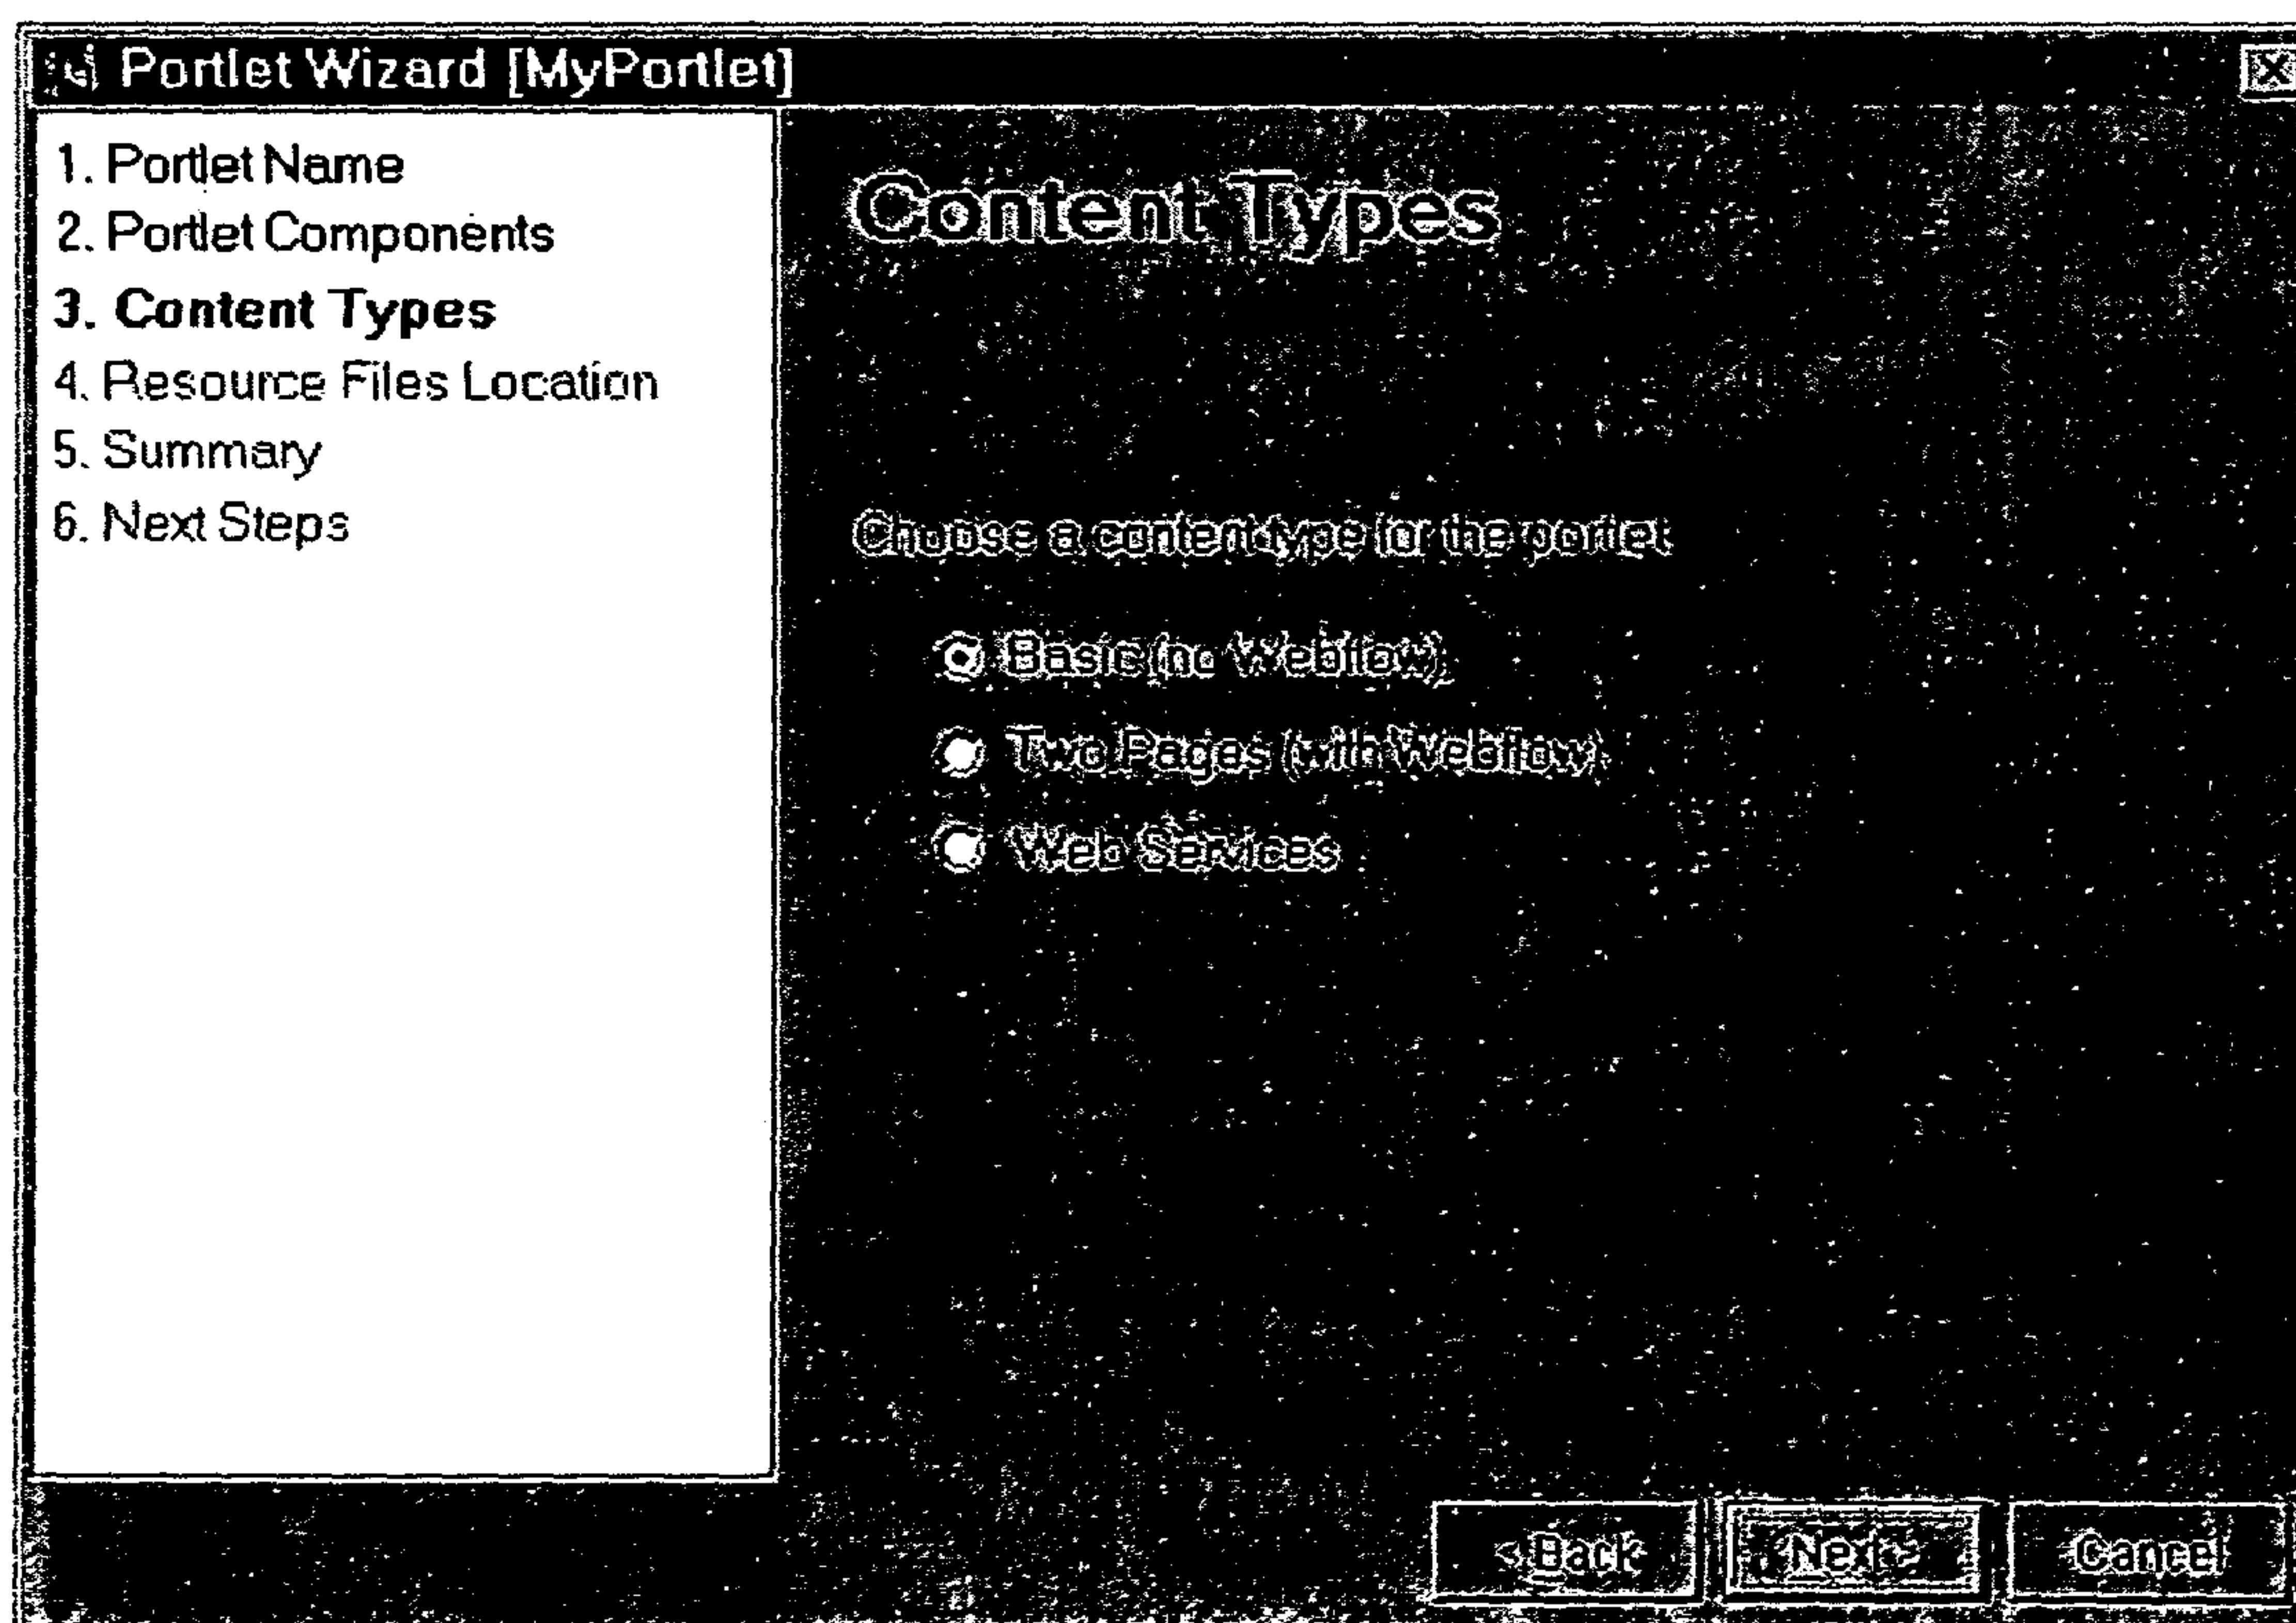 Portlet Wizard [MyPortlet]
1. Portlet Name
2. Portlet Components
3. Content Types
4. Resource Files Location
5. Summary
6. Next Steps
Content Types
Choose a content type for the portlet
Basic (no Webflow)
Two Pages (with Webflow)
Web Services
< Back
Next >
Cancel